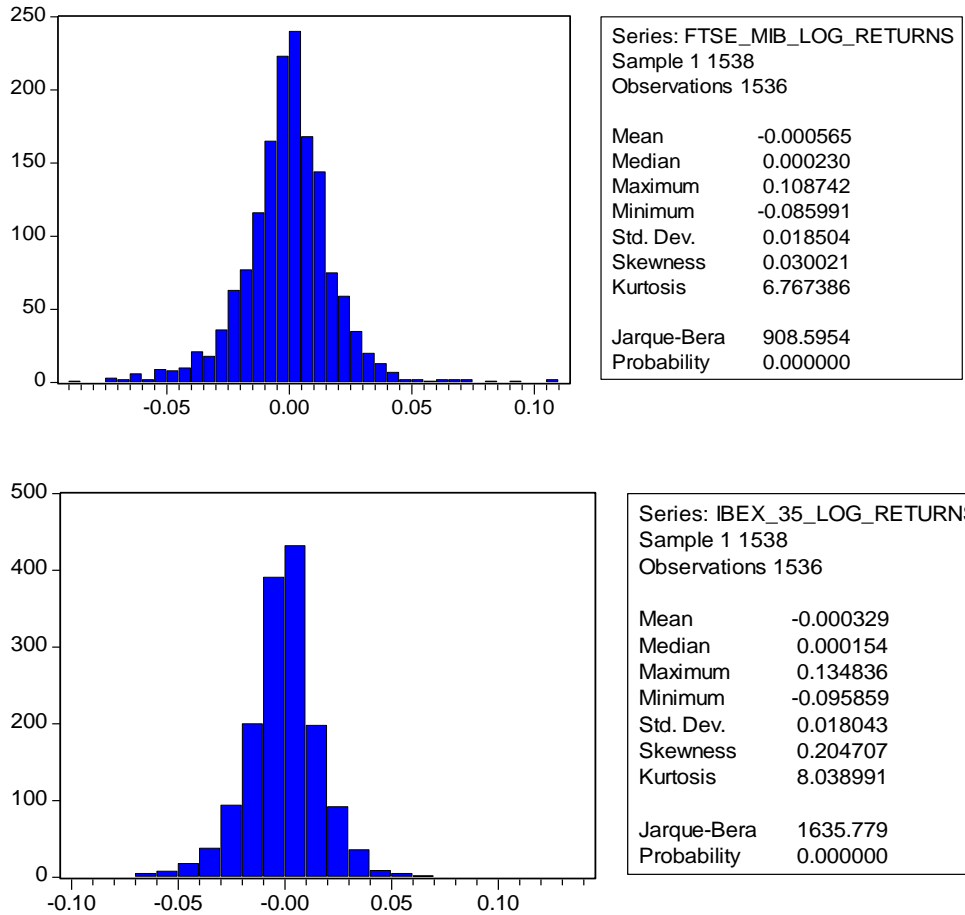 250
200
150
100
50
0
-0.05 0.00 0.05 0.10
Series: FTSE_MIB_LOG_RETURNS
Sample 1 1538
Observations 1536
Mean -0.000565
Median 0.000230
Maximum 0.108742
Minimum -0.085991
Std. Dev. 0.018504
Skewness 0.030021
Kurtosis 6.767386
Jarque-Bera 908.5954
Probability 0.000000
500
400
300
200
100
0
-0.10 -0.05 -0.00 0.05 0.10
Series: IBEX_35_LOG_RETURNS
Sample 1 1538
Observations 1536
Mean -0.000329
Median 0.000154
Maximum 0.134836
Minimum -0.095859
Std. Dev. 0.018043
Skewness 0.204707
Kurtosis 8.038991
Jarque-Bera 1635.779
Probability 0.000000